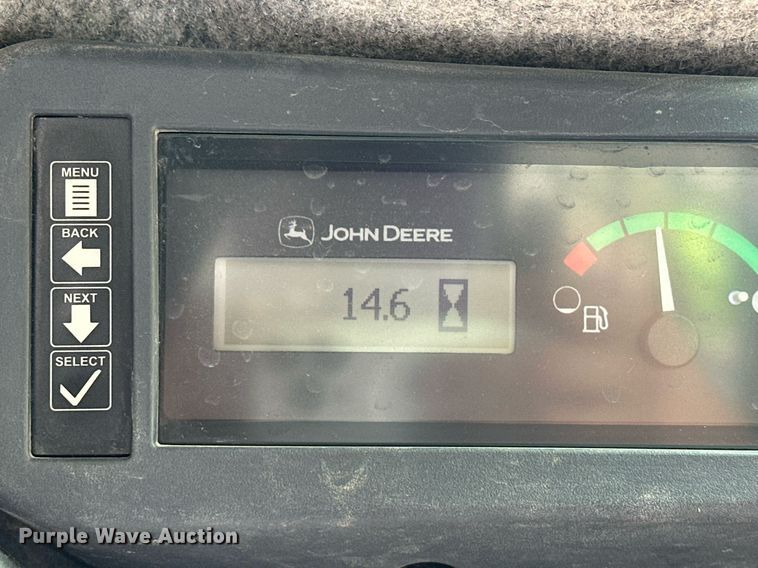 MENU
BACK
NEXT
SELECT
JOHN DEERE
14.6
Purple Wave Auction